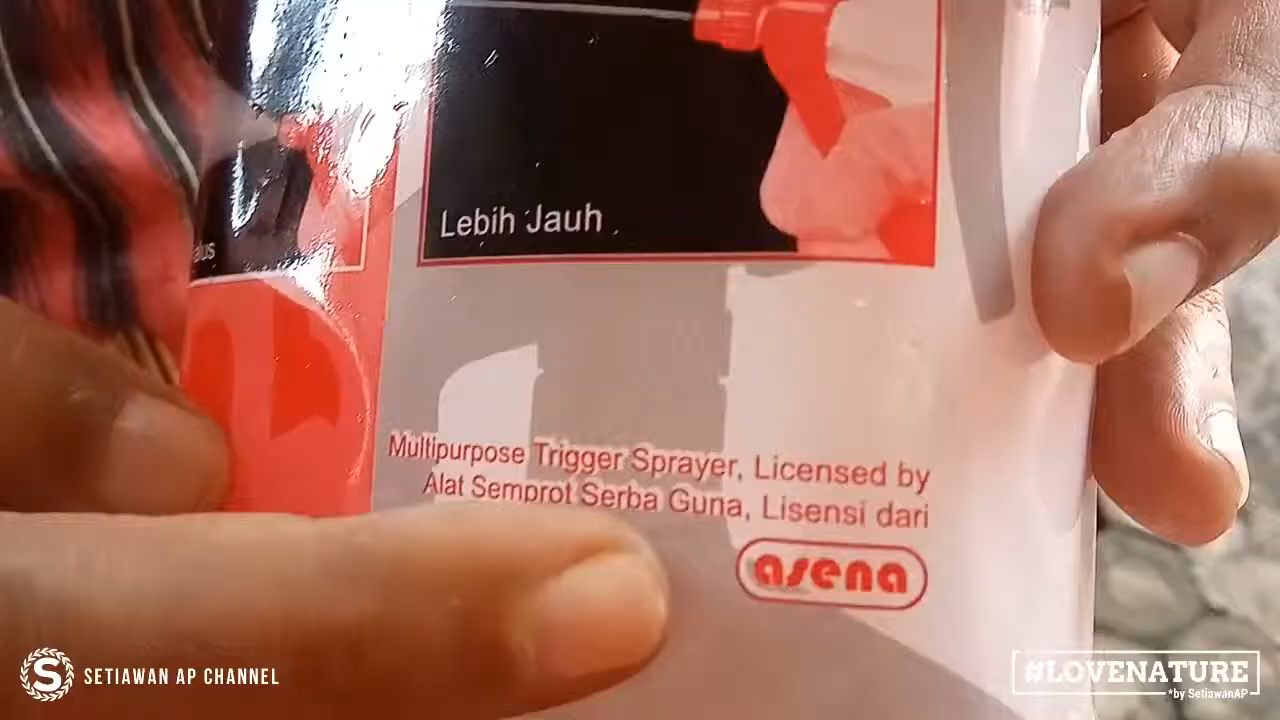 Lebih Jauh
Multipurpose Trigger Sprayer, Licensed by
Alat Semprot Serba Guna, Lisensi dari
asena
SETIAWAN AP CHANNEL
#LOVENATURE
*by SetiawanAP